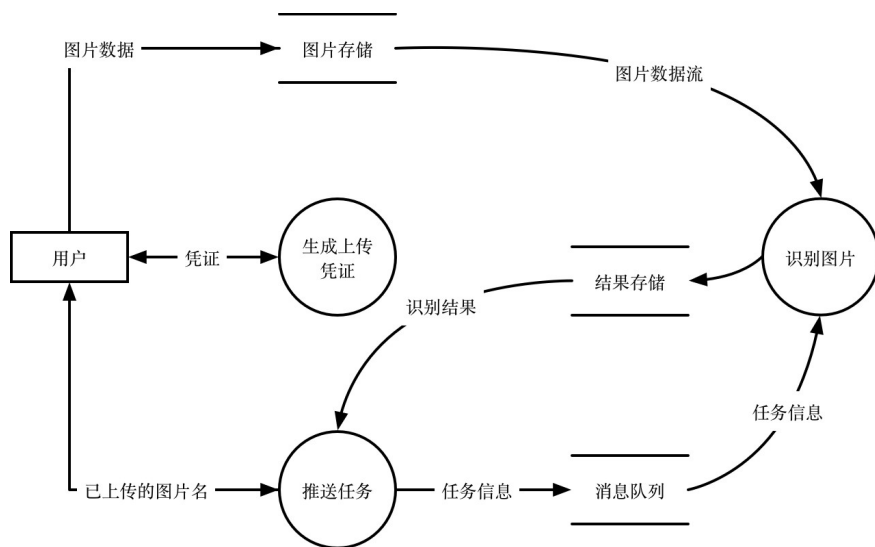 图片数据
图片存储
图片数据流
用户
凭证
生成上传
凭证
结果存储
识别图片
识别结果
任务信息
已上传的图片名
推送任务
任务信息
消息队列